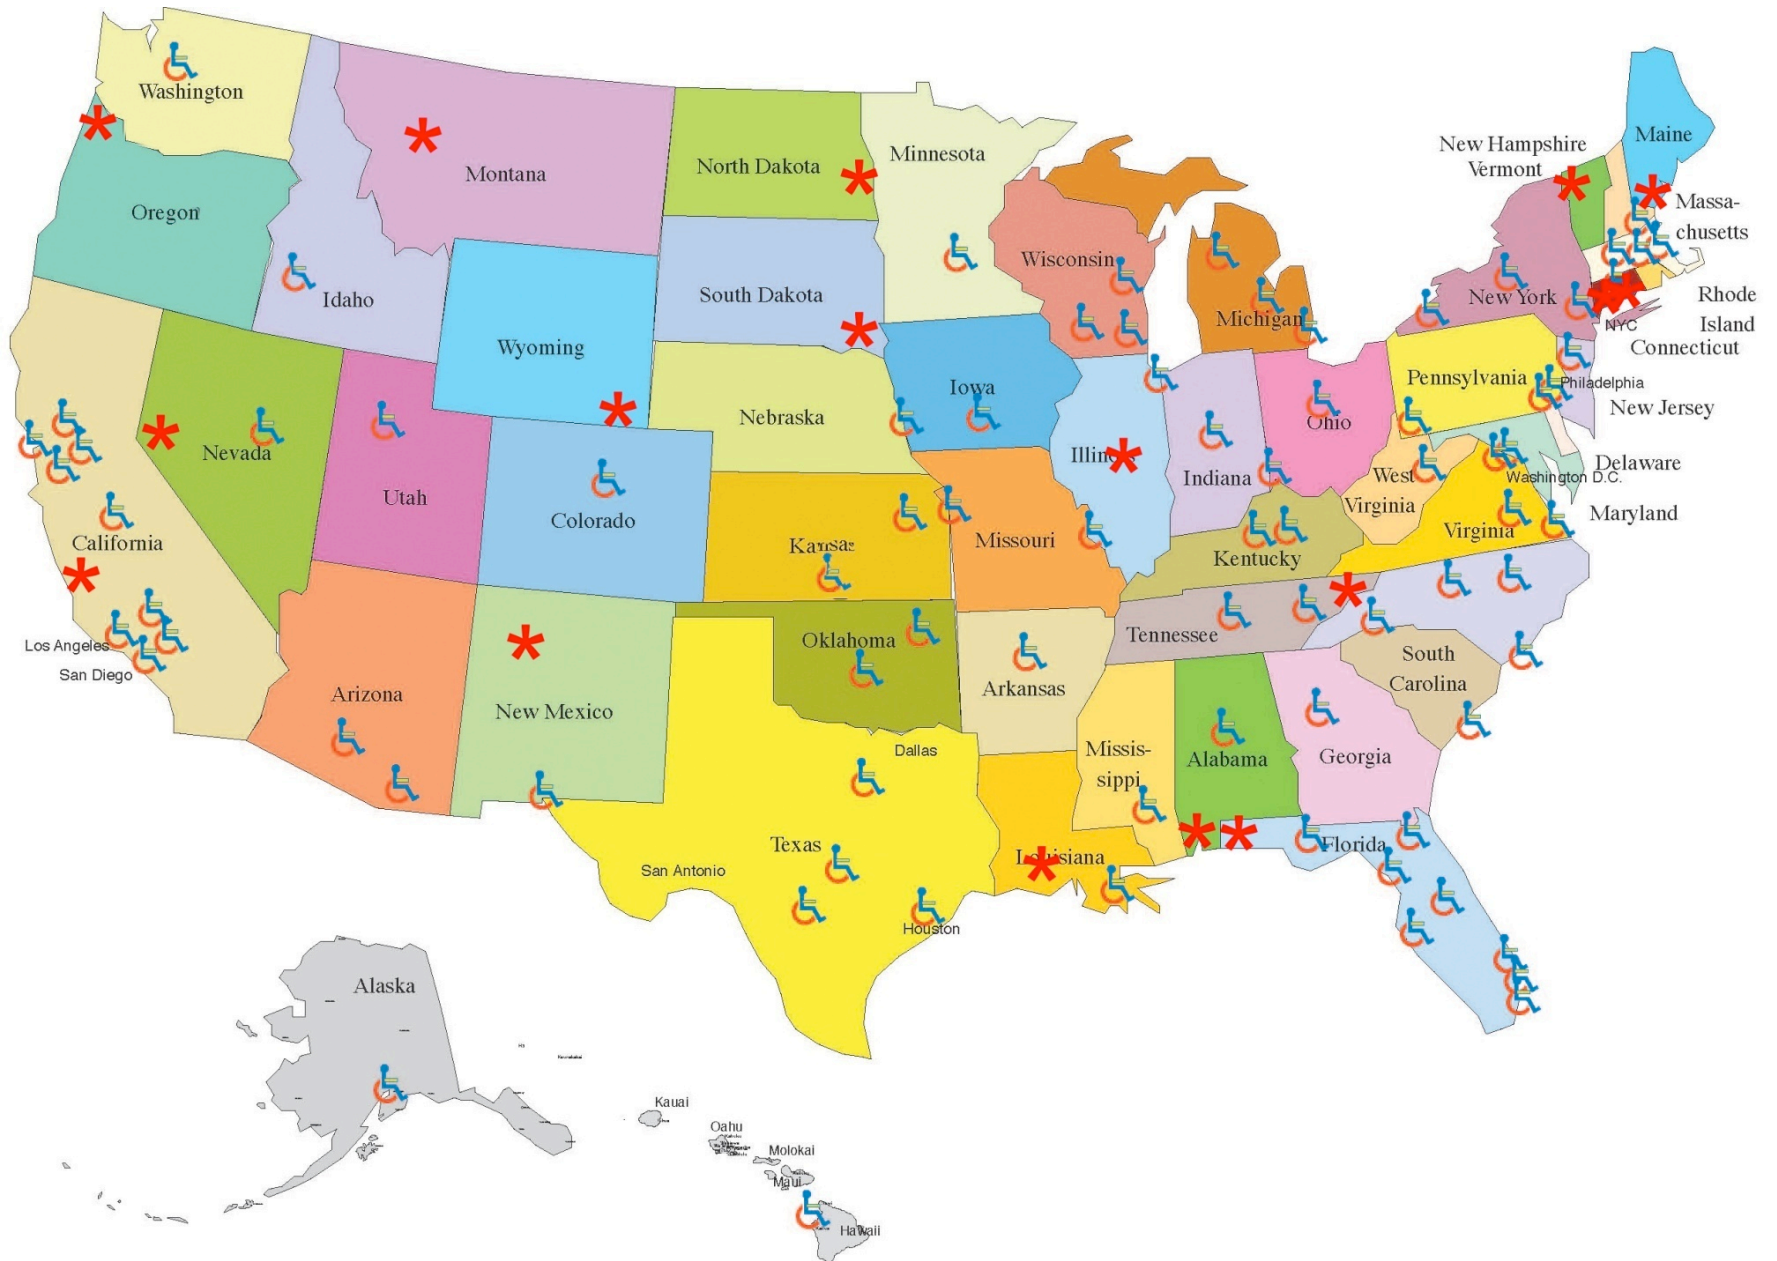 Washington
Oregon
Idaho
Montana
North Dakota
Minnesota
South Dakota
Wyoming
Wisconsin
Michigan
New Hampshire
Vermont
Maine
Massa-
chusetts
New York
NYC
Rhode
Island
Connecticut
Pennsylvania
Philadelphia
New Jersey
Delaware
Washington D.C.
Maryland
Nevada
Utah
California
Colorado
Nebraska
Iowa
Illinois
Indiana
Ohio
West
Virginia
Virginia
Kansas
Missouri
Kentucky
Tennessee
Los Angeles
San Diego
Arizona
New Mexico
Oklahoma
Arkansas
South
Carolina
Missis-
sippi
Alabama
Georgia
Dallas
Texas
San Antonio
Houston
Louisiana
Florida
Alaska
Kauai
Oahu
Molokai
Maui
Hawaii